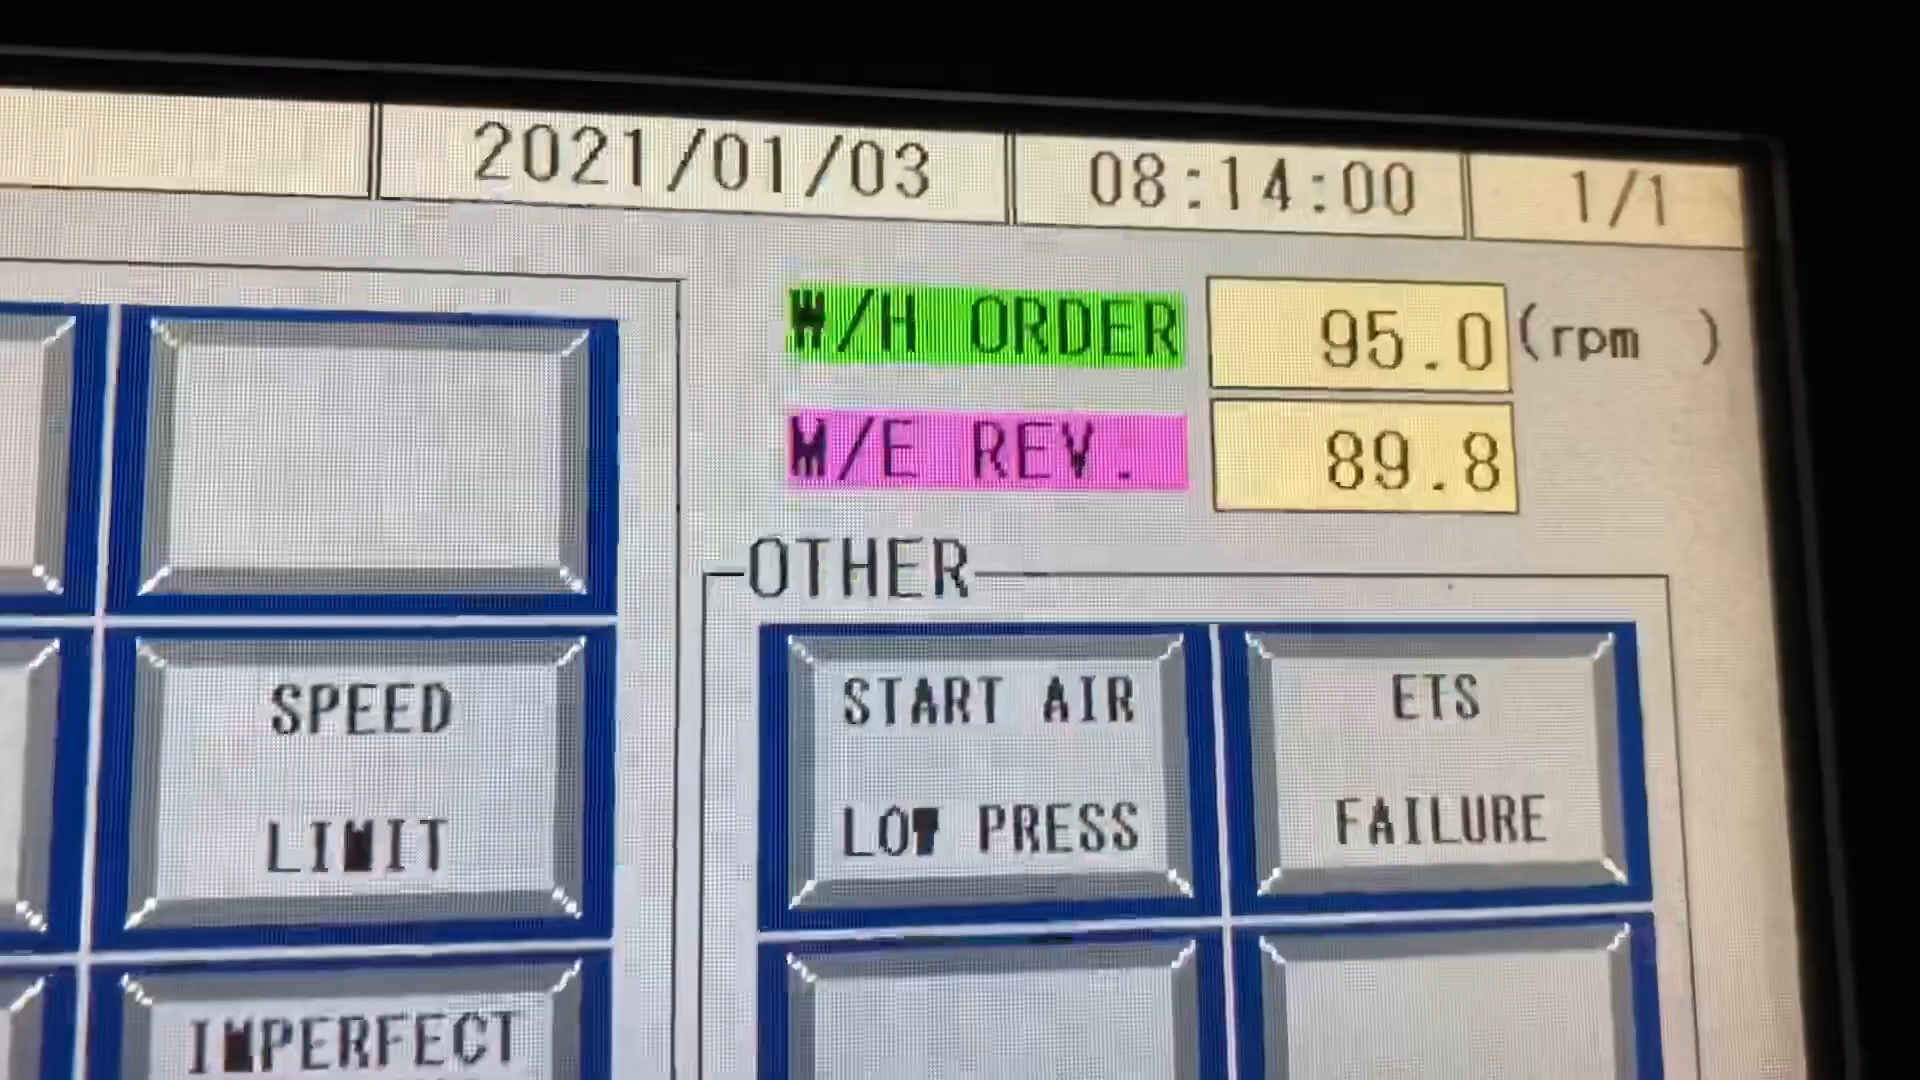 2021/01/03 08:14:00 1/1
W/H ORDER 95.0 (rpm )
M/E REV. 89.8
OTHER
SPEED
LIMIT
START AIR
LOW PRESS
ETS
FAILURE
IMPERFECT